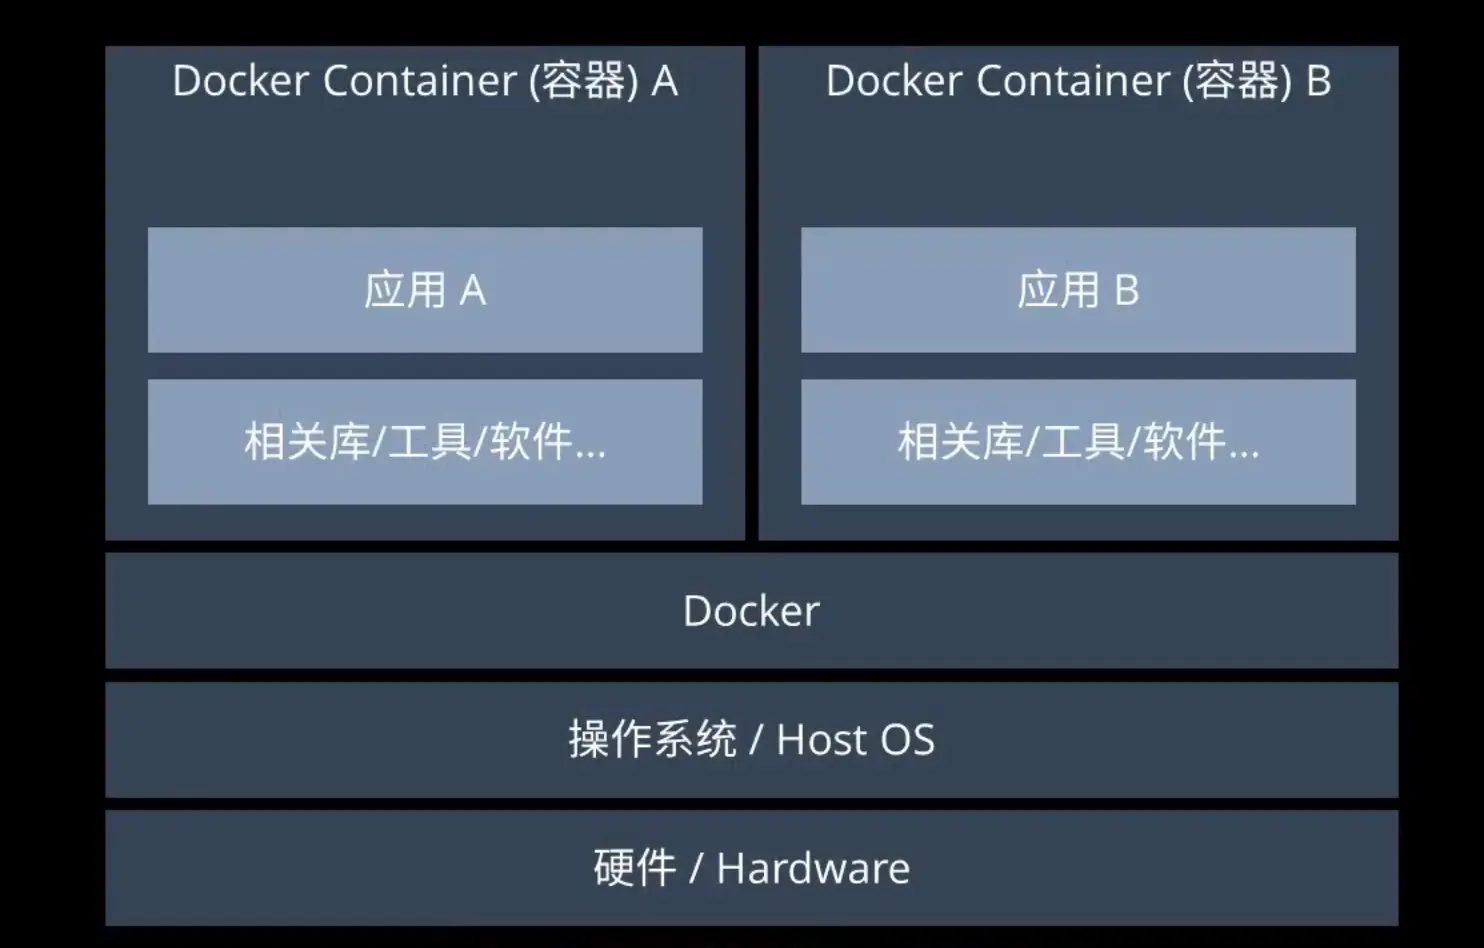 Docker Container (容器) A
Docker Container (容器) B
应用 A
应用 B
相关库/工具/软件...
相关库/工具/软件...
Docker
操作系统 / Host OS
硬件 / Hardware